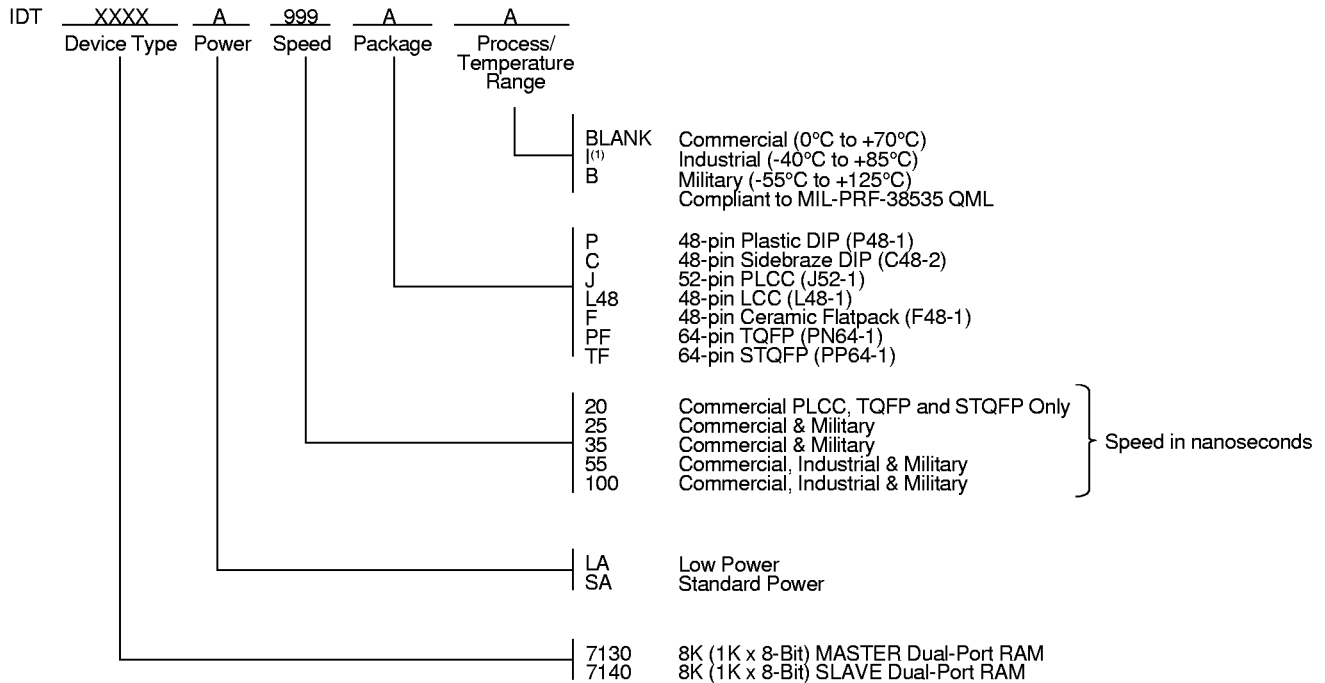 IDT XXXX A 999 A A
Device Type Power Speed Package Process/
Temperature
Range
BLANK Commercial (0°C to +70°C)
I(1) Industrial (-40°C to +85°C)
B Military (-55°C to +125°C)
Compliant to MIL-PRF-38535 QML
P 48-pin Plastic DIP (P48-1)
C 48-pin Sidebraze DIP (C48-2)
J 52-pin PLCC (J52-1)
L48 48-pin LCC (L48-1)
F 48-pin Ceramic Flatpack (F48-1)
PF 64-pin TQFP (PN64-1)
TF 64-pin STQFP (PP64-1)
20 Commercial PLCC, TQFP and STQFP Only
25 Commercial & Military
35 Commercial & Military
Speed in nanoseconds
55 Commercial, Industrial & Military
100 Commercial, Industrial & Military
LA Low Power
SA Standard Power
7130 8K (1K x 8-Bit) MASTER Dual-Port RAM
7140 8K (1K x 8-Bit) SLAVE Dual-Port RAM